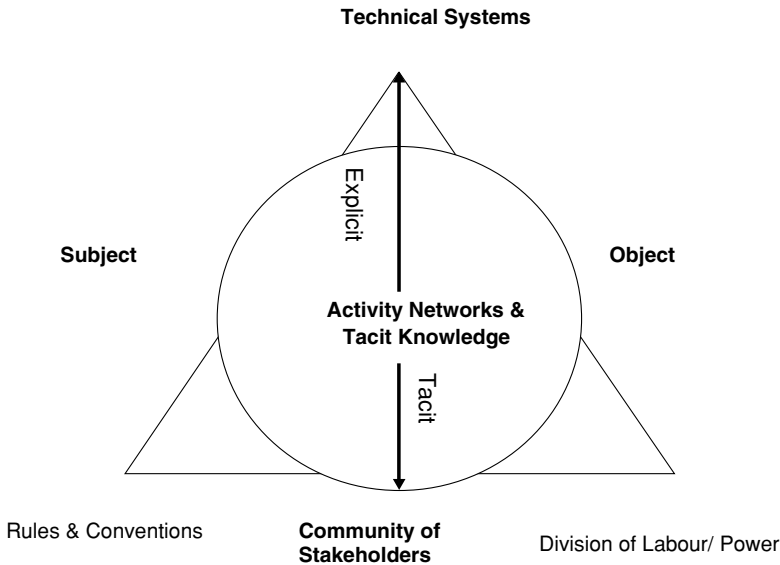 Technical Systems
Explicit
Subject
Object
Activity Networks &
Tacit Knowledge
Tacit
Rules & Conventions
Community of
Stakeholders
Division of Labour/ Power